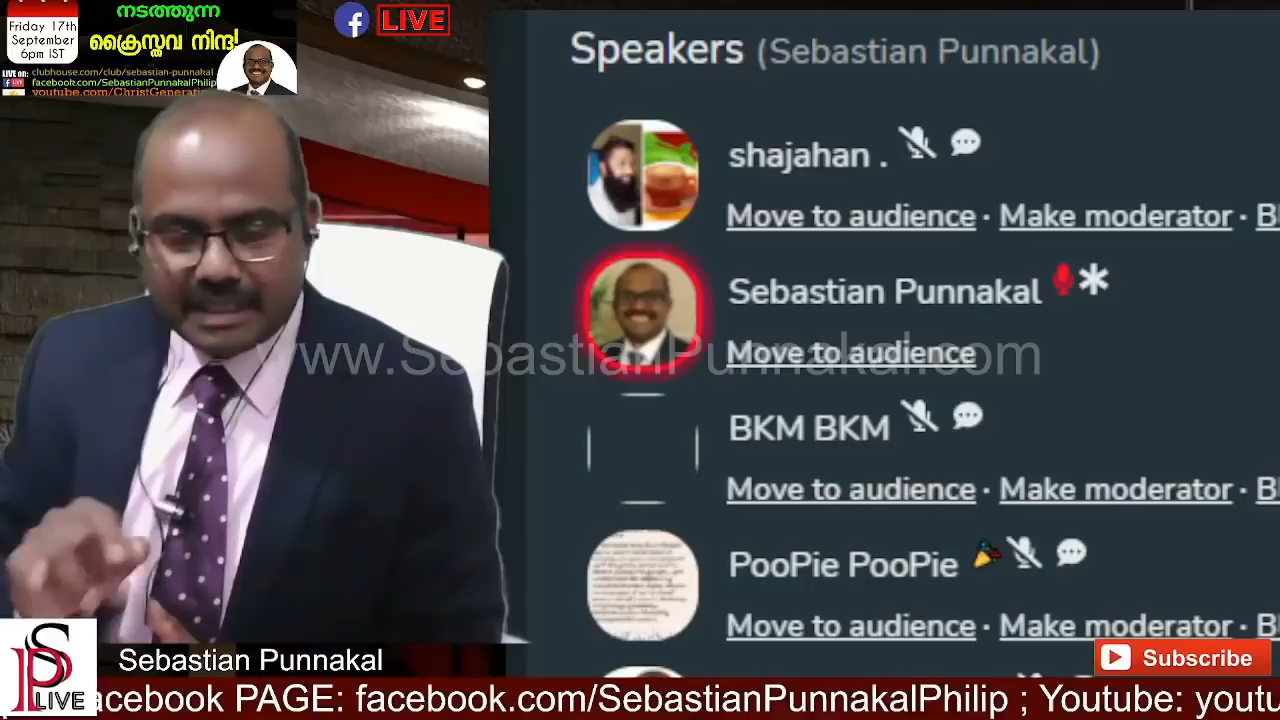 Friday 17th
September
6pm IST
നടത്തുന്ന
ക്രൈസ്തവ നിന്ദ!
LIVE on:
clubhouse.com/club/sebastian-punnakal
facebook.com/SebastianPunnakalPhilip
youtube.com/ChristGenerati
f LIVE
Speakers (Sebastian Punnakal)
shajahan .
Move to audience · Make moderator · Bl
Sebastian Punnakal
Move to audience
www.SebastianPunnakal.com
BKM BKM
Move to audience · Make moderator · Bl
PooPie PooPie
Move to audience · Make moderator · Bl
Subscribe
SP LIVE
Sebastian Punnakal
acebook PAGE: facebook.com/SebastianPunnakalPhilip ; Youtube: youtu